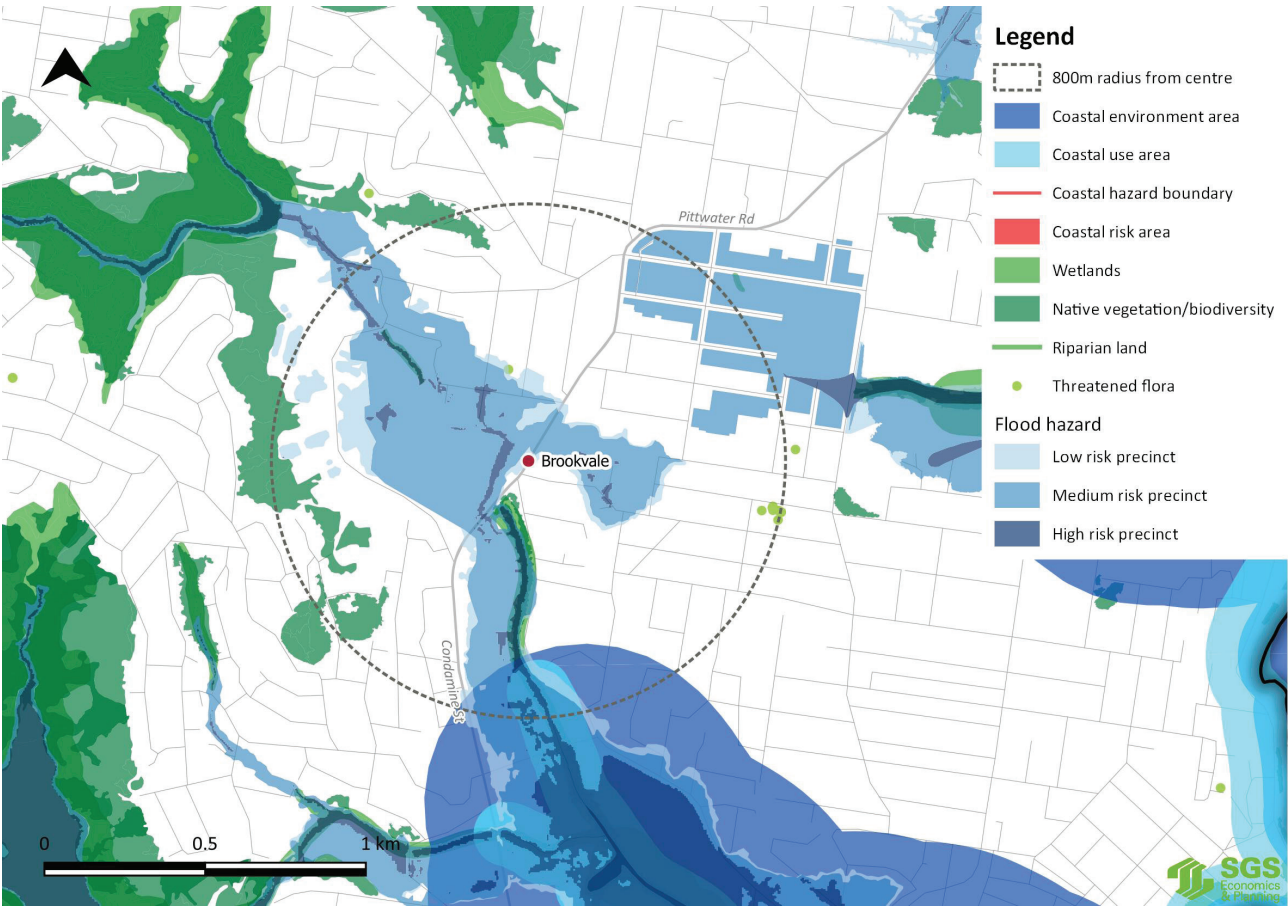 Legend
800m radius from centre
Coastal environment area
Coastal use area
Coastal hazard boundary
Coastal risk area
Wetlands
Native vegetation/biodiversity
Riparian land
Threatened flora
Flood hazard
Low risk precinct
Medium risk precinct
High risk precinct
Pittwater Rd
Brookvale
Condamine St
0 0.5 1 km
SGS
Economics
& Planning